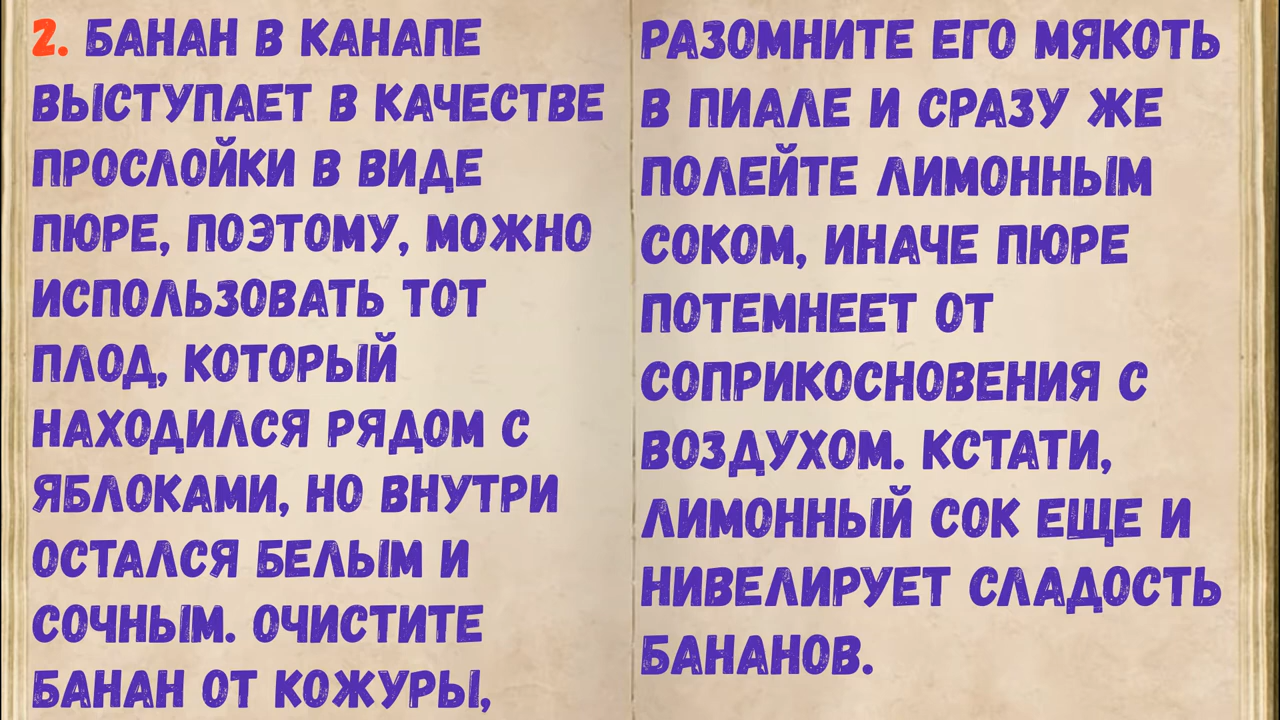 2. БАНАН В КАНАПЕ
ВЫСТУПАЕТ В КАЧЕСТВЕ
ПРОСЛОЙКИ В ВИДЕ
ПЮРЕ, ПОЭТОМУ, МОЖНО
ИСПОЛЬЗОВАТЬ ТОТ
ПЛОД, КОТОРЫЙ
НАХОДИЛСЯ РЯДОМ С
ЯБЛОКАМИ, НО ВНУТРИ
ОСТАЛСЯ БЕЛЫМ И
СОЧНЫМ. ОЧИСТИТЕ
БАНАН ОТ КОЖУРЫ,
РАЗОМНИТЕ ЕГО МЯКОТЬ
В ПИАЛЕ И СРАЗУ ЖЕ
ПОЛЕЙТЕ ЛИМОННЫМ
СОКОМ, ИНАЧЕ ПЮРЕ
ПОТЕМНЕЕТ ОТ
СОПРИКОСНОВЕНИЯ С
ВОЗДУХОМ. КСТАТИ,
ЛИМОННЫЙ СОК ЕЩЕ И
НИВЕЛИРУЕТ СЛАДОСТЬ
БАНАНОВ.